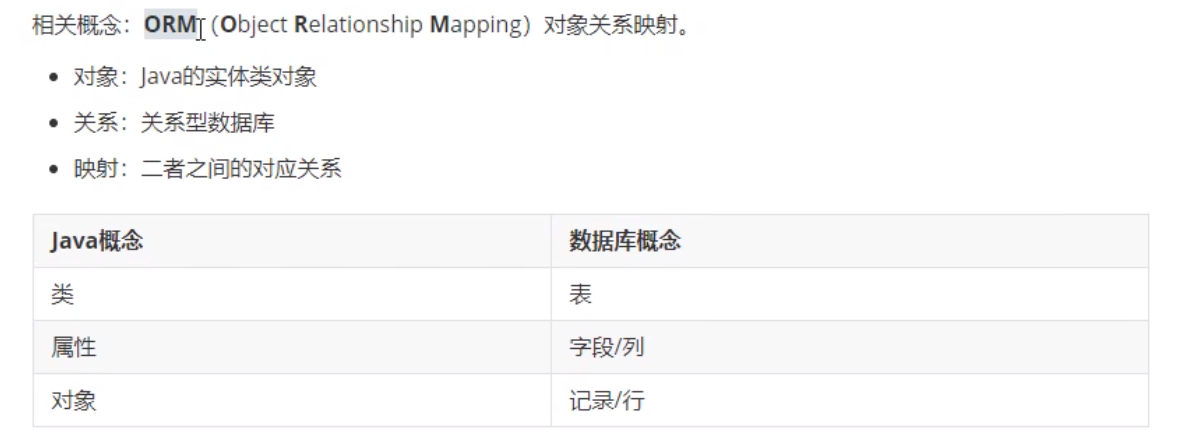 相关概念：ORM（Object Relationship Mapping）对象关系映射。
对象：Java的实体类对象
关系：关系型数据库
映射：二者之间的对应关系
Java概念 数据库概念
类 表
属性 字段/列
对象 记录/行